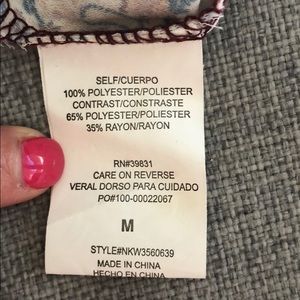 SELF/CUERPO
100% POLYESTER/POLIESTER
CONTRAST/CONSTRASTE
65% POLYESTER/POLIESTER
35% RAYON/RAYON
RN#39831
CARE ON REVERSE
VERAL DORSO PARA CUIDADO
PO#100-00022067
M
STYLE#NKW3560639
MADE IN CHINA
HECHO EN CHINA